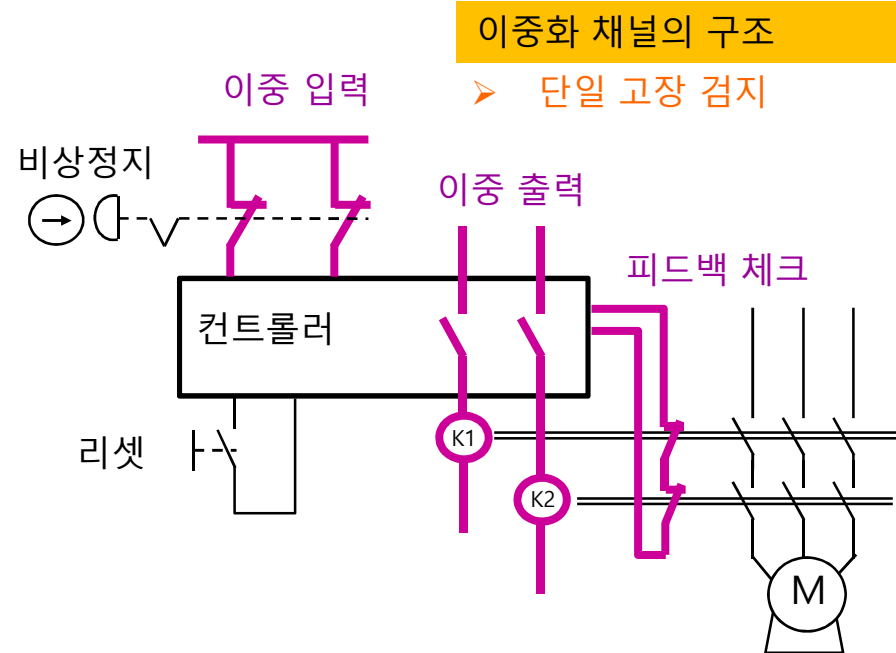 이중화 채널의 구조
이중 입력
➢ 단일 고장 검지
비상정지
이중 출력
피드백 체크
컨트롤러
리셋
K1
K2
M